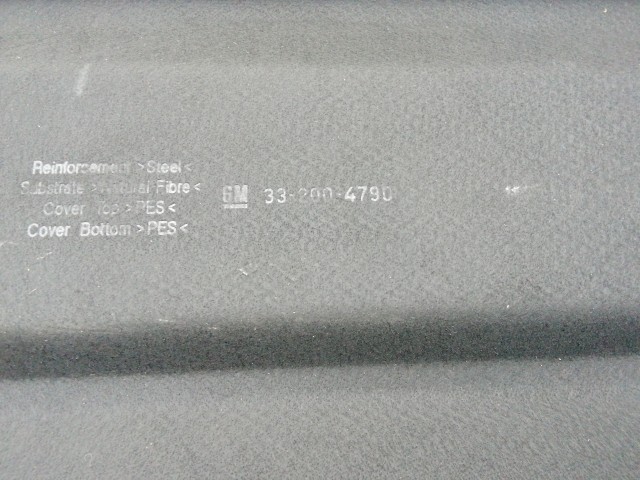 Reinforcement >Steel<
Substrate >Natural Fibre<
Cover Top >PES<
Cover Bottom >PES<
GM 33-200-4790